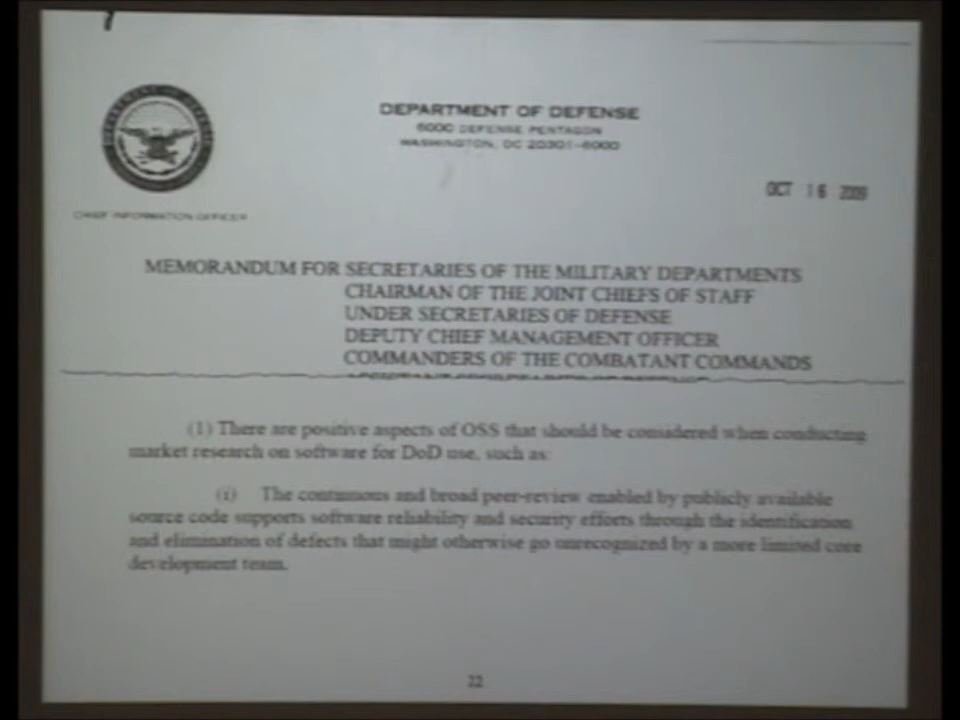 DEPARTMENT OF DEFENSE
6000 DEFENSE PENTAGON
WASHINGTON, DC 20301-6000
OCT 16 2009
CHIEF INFORMATION OFFICER
MEMORANDUM FOR SECRETARIES OF THE MILITARY DEPARTMENTS
CHAIRMAN OF THE JOINT CHIEFS OF STAFF
UNDER SECRETARIES OF DEFENSE
DEPUTY CHIEF MANAGEMENT OFFICER
COMMANDERS OF THE COMBATANT COMMANDS
(1) There are positive aspects of OSS that should be considered when conducting
market research on software for DoD use, such as:
(i) The continuous and broad peer-review enabled by publicly available
source code supports software reliability and security efforts through the identification
and elimination of defects that might otherwise go unrecognized by a more limited core
development team.
22